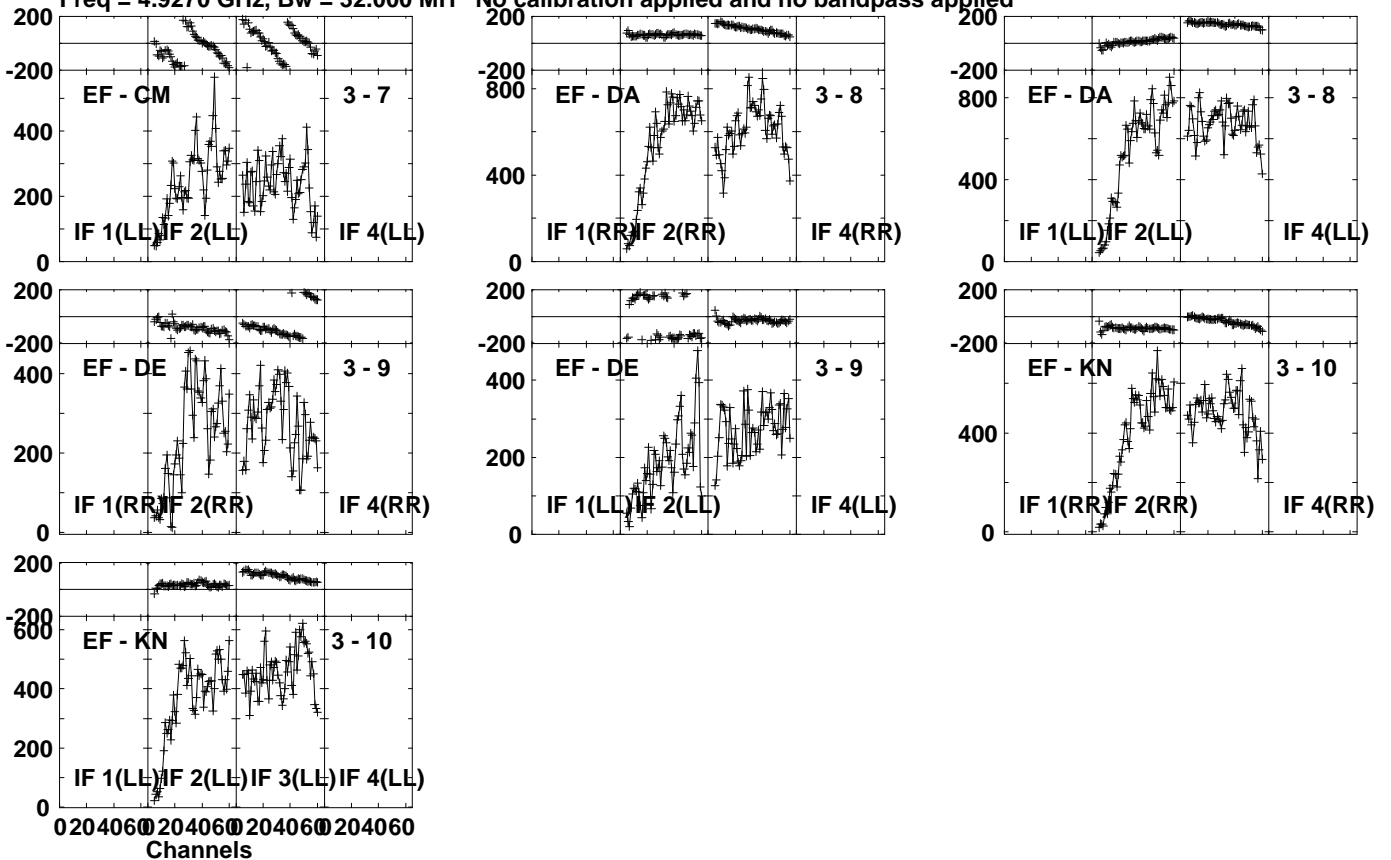 Freq = 4.9270 GHz, Bw = 32.000 MH No calibration applied and no bandpass applied
200
-200
EF - CM 3 - 7
400
200
0
IF 1(LL) IF 2(LL) IF 4(LL)
200
-200
800
EF - DA 3 - 8
400
0
IF 1(RR) IF 2(RR) IF 4(RR)
200
-200
800
EF - DA 3 - 8
400
0
IF 1(LL) IF 2(LL) IF 4(LL)
200
-200
EF - DE 3 - 9
400
200
0
IF 1(RR) IF 2(RR) IF 4(RR)
200
-200
EF - DE 3 - 9
400
200
0
IF 1(LL) IF 2(LL) IF 4(LL)
200
-200
EF - KN 3 - 10
400
0
IF 1(RR) IF 2(RR) IF 4(RR)
200
-200
600
EF - KN 3 - 10
400
200
0
IF 1(LL) IF 2(LL) IF 3(LL) IF 4(LL)
0 20 40 60 0 20 40 60 0 20 40 60 0 20 40 60
Channels